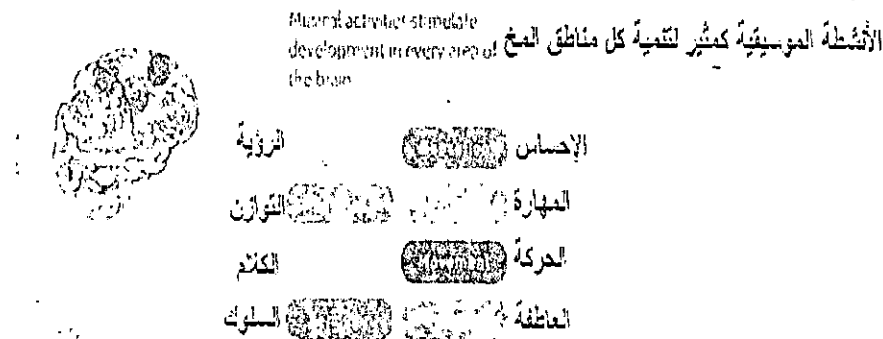 الأنشطة الموسيقية كمثير لتنمية كل مناطق المخ
Musical activities stimulate
development in every area of
the brain
الإحساس
الرؤية
المهارة
التوازن
الحركة
الكلام
العاطفة
السلوك